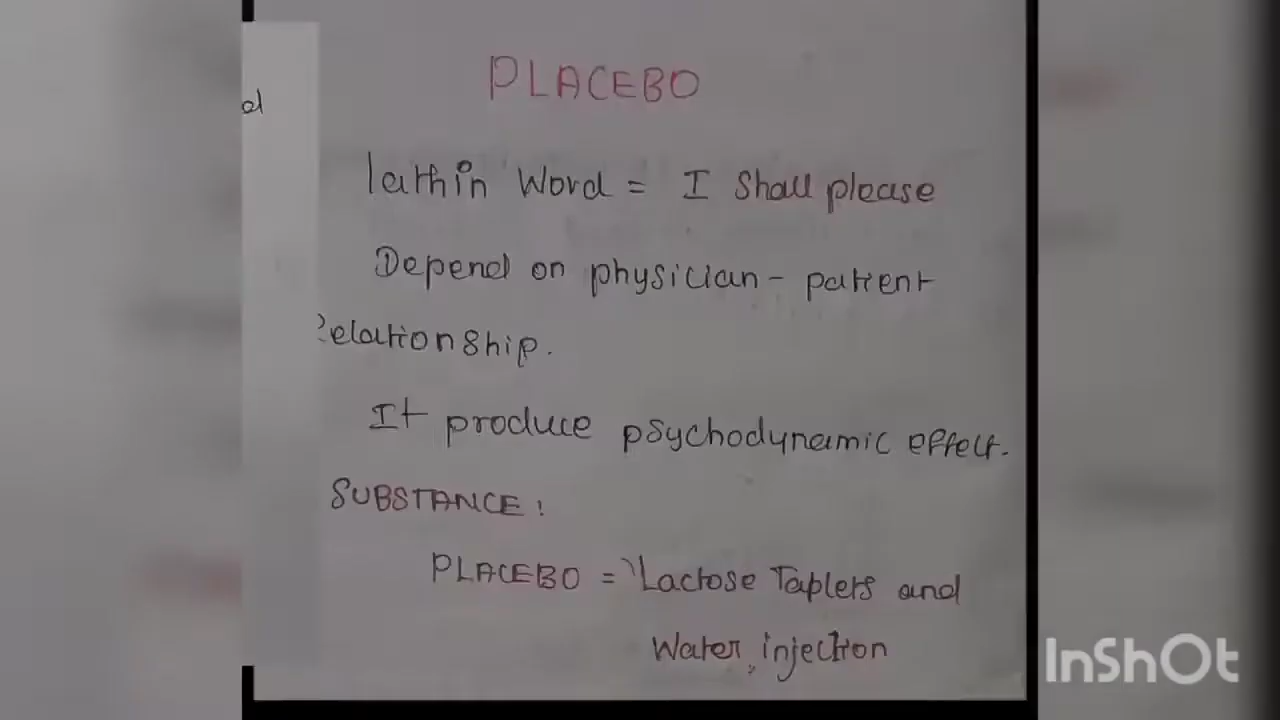 PLACEBO
d
lathin Word = I Shall please
Depend on physician - patient
Relationship.
It produce psychodynamic effect.
SUBSTANCE:
PLACEBO = Lactose Taplets and
Water, injection
InShOt